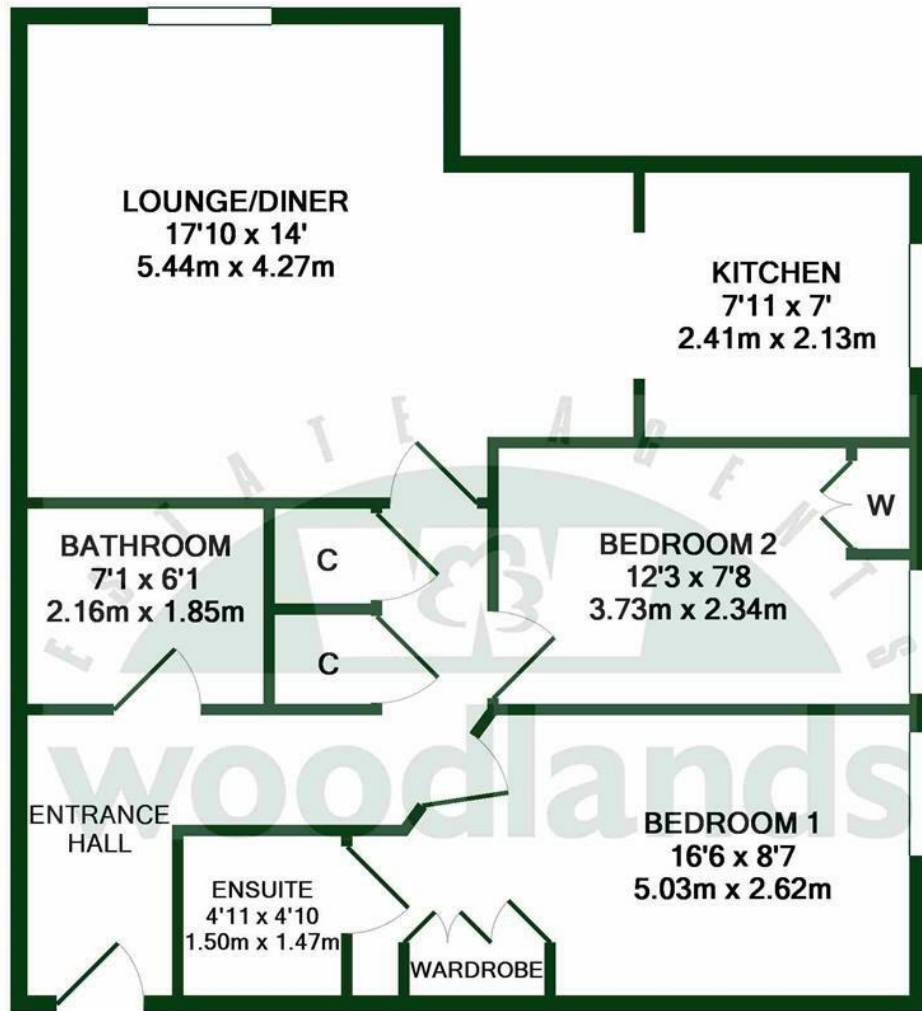 LOUNGE/DINER
17'10 x 14'
5.44m x 4.27m
KITCHEN
7'11 x 7'
2.41m x 2.13m
ESTATE AGENTS
BATHROOM
7'1 x 6'1
2.16m x 1.85m
C
C
BEDROOM 2
12'3 x 7'8
3.73m x 2.34m
W
woodlands
ENTRANCE
HALL
BEDROOM 1
16'6 x 8'7
5.03m x 2.62m
ENSUITE
4'11 x 4'10
1.50m x 1.47m
WARDROBE